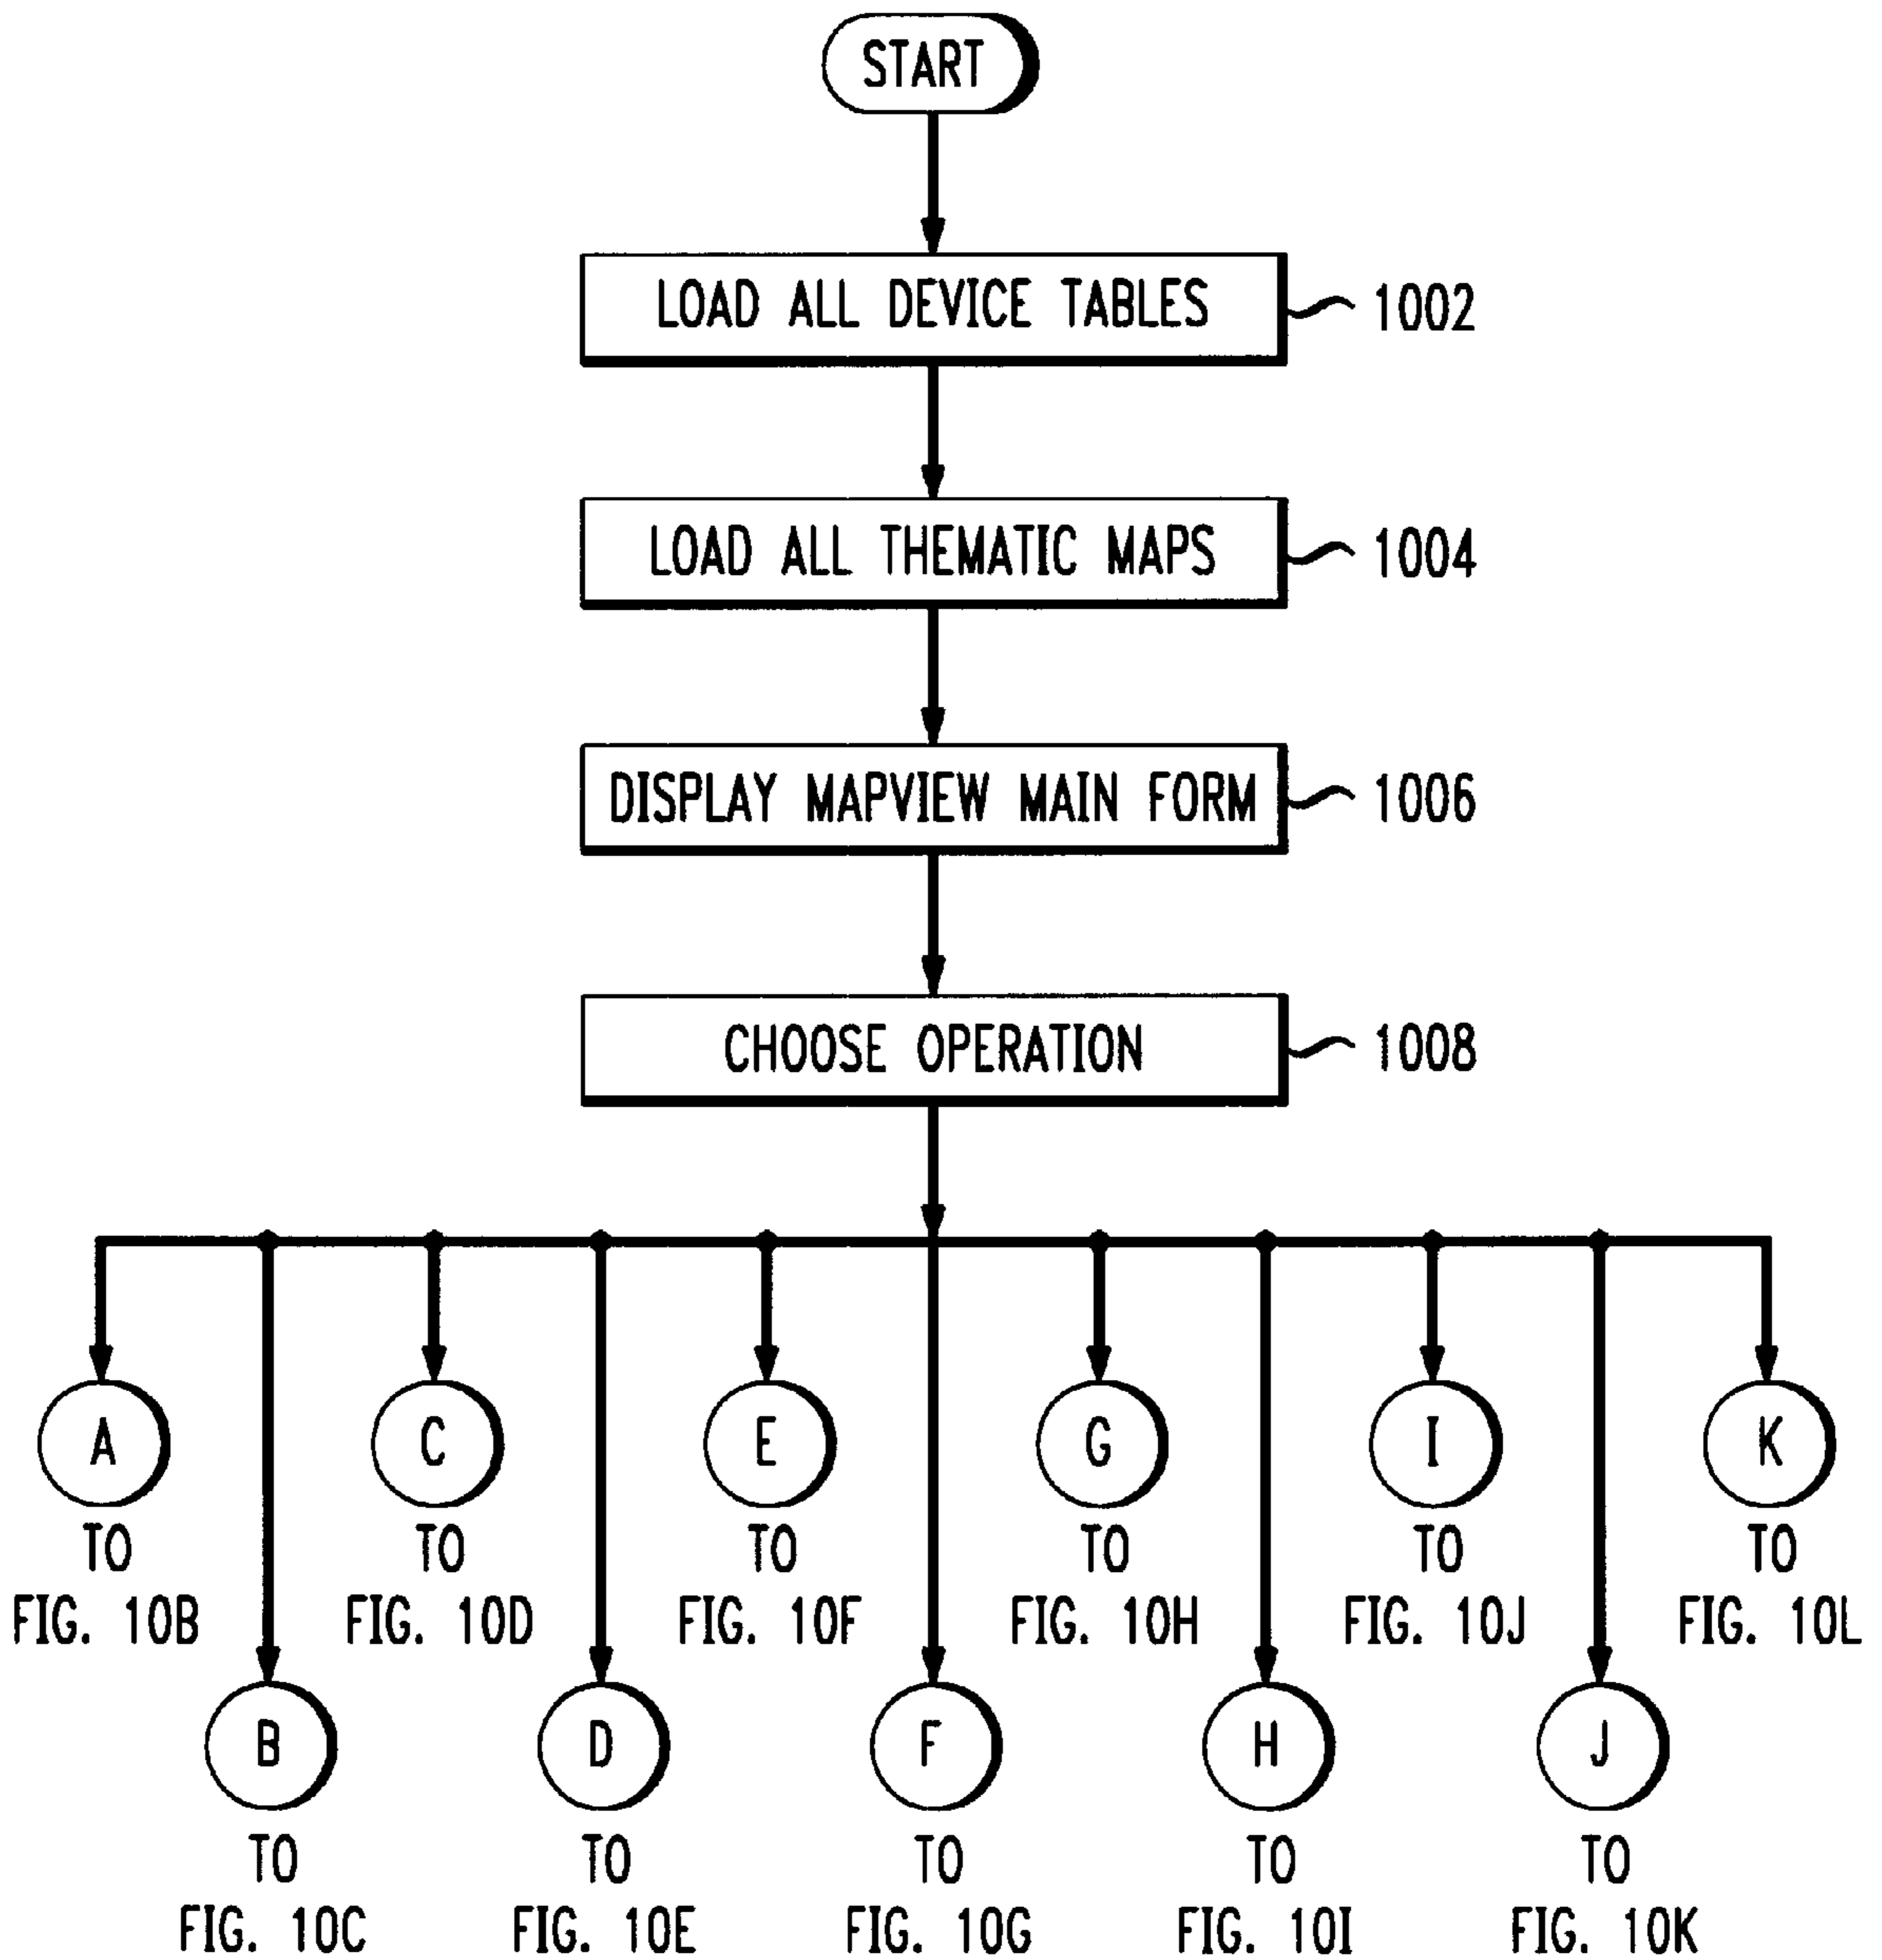 START
LOAD ALL DEVICE TABLES
1002
LOAD ALL THEMATIC MAPS
1004
DISPLAY MAPVIEW MAIN FORM
1006
CHOOSE OPERATION
1008
A
TO
FIG. 10B
B
TO
FIG. 10C
C
TO
FIG. 10D
D
TO
FIG. 10E
E
TO
FIG. 10F
F
TO
FIG. 10G
G
TO
FIG. 10H
H
TO
FIG. 10I
I
TO
FIG. 10J
J
TO
FIG. 10K
K
TO
FIG. 10L